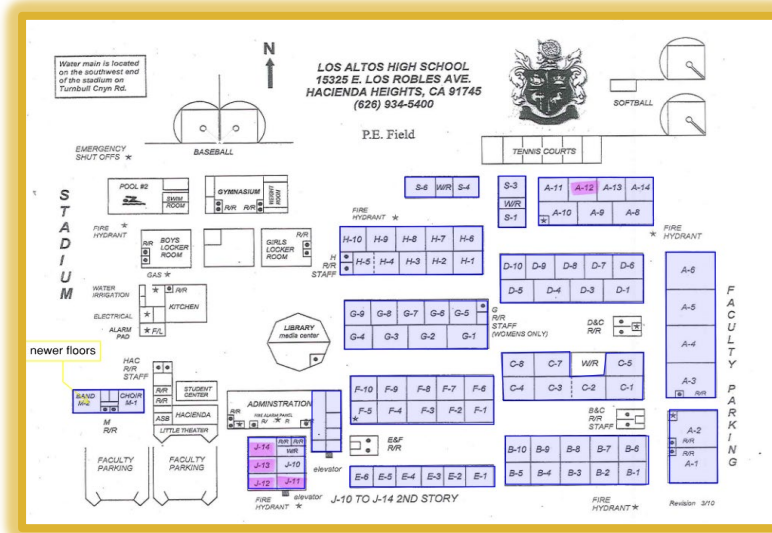 Water main is located
on the southwest end
of the stadium on
Turnbull Cnyn Rd.
N
LOS ALTOS HIGH SCHOOL
15325 E. LOS ROBLES AVE.
HACIENDA HEIGHTS, CA 91745
(626) 934-5400
P.E. Field
SOFTBALL
EMERGENCY
SHUT OFFS *
BASEBALL
TENNIS COURTS
STADIUM
POOL #2
SWIM
ROOM
GYMNASIUM
R/R R/R
WEIGHT
ROOM
S-6 W/R S-4
S-3
W/R
S-1
A-11 A-12 A-13 A-14
A-10 A-9 A-8
FIRE
HYDRANT
*
R/R
BOYS
LOCKER
ROOM
GAS *
GIRLS
LOCKER
ROOM
R/R
FIRE
HYDRANT *
H
R/R
STAFF
H-10 H-9 H-8 H-7 H-6
H-5 H-4 H-3 H-2 H-1
D-10 D-9 D-8 D-7 D-6
D-5 D-4 D-3 D-1
* FIRE
HYDRANT
A-6
A-5
A-4
A-3
R/R
FACULTY PARKING
WATER
IRRIGATION
* R/R
KITCHEN
ELECTRICAL
*
ALARM
PAD
* F/L
LIBRARY
media center
G-9 G-8 G-7 G-6 G-5
G-4 G-3 G-2 G-1
G
R/R
STAFF
(WOMENS ONLY)
D&C
R/R
newer floors
HAC
R/R
STAFF
R/R
R/R
STUDENT
CENTER
BAND
M-2
CHOIR
M-1
M
R/R
ASB
HACIENDA
LITTLE THEATER
ADMINSTRATION
FIRE ALARM PANEL
R/R
F-10 F-9 F-8 F-7 F-6
F-5 F-4 F-3 F-2 F-1
C-8 C-7 W/R C-5
C-4 C-3 C-2 C-1
B&C
R/R
STAFF
A-2
R/R
R/R
A-1
FACULTY
PARKING
FACULTY
PARKING
J-14 R/R R/R
W/R
J-13 J-10
J-12 J-11
elevator
elevator
FIRE
HYDRANT
*
E&F
R/R
E-6 E-5 E-4 E-3 E-2 E-1
J-10 TO J-14 2ND STORY
B-10 B-9 B-8 B-7 B-6
B-5 B-4 B-3 B-2 B-1
FIRE
HYDRANT *
Revision 3/10